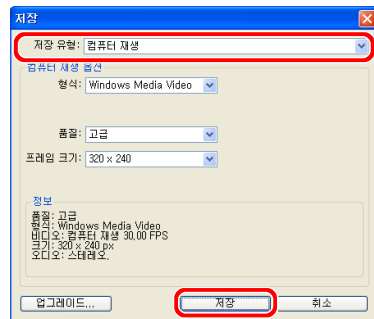 저장
저장 유형: 컴퓨터 재생
컴퓨터 재생 옵션
형식: Windows Media Video
품질: 고급
프레임 크기: 320 x 240
정보
품질: 고급
형식: Windows Media Video
비디오: 컴퓨터 재생 30,00 FPS
크기: 320 x 240 px
오디오: 스테레오,
업그레이드... 저장 취소